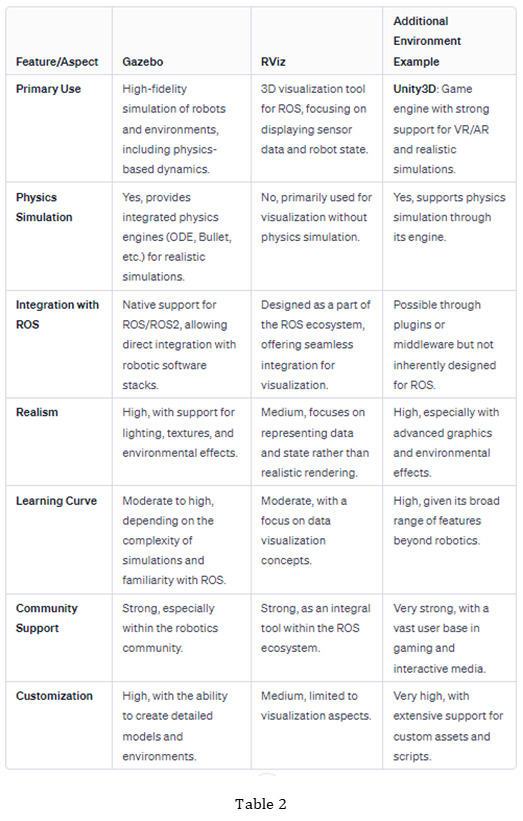 Feature/Aspect
Gazebo
RViz
Additional
Environment
Example
Primary Use
High-fidelity
simulation of robots
and environments,
including physics-
based dynamics.
3D visualization tool
for ROS, focusing on
displaying sensor
data and robot state.
Unity3D: Game
engine with strong
support for VR/AR
and realistic
simulations.
Physics
Simulation
Yes, provides
integrated physics
engines (ODE, Bullet,
etc.) for realistic
simulations.
No, primarily used for
visualization without
physics simulation.
Yes, supports physics
simulation through
its engine.
Integration with
ROS
Native support for
ROS/ROS2, allowing
direct integration with
robotic software
stacks.
Designed as a part of
the ROS ecosystem,
offering seamless
integration for
visualization.
Possible through
plugins or
middleware but not
inherently designed
for ROS.
Realism
High, with support for
lighting, textures, and
environmental effects.
Medium, focuses on
representing data
and state rather than
realistic rendering.
High, especially with
advanced graphics
and environmental
effects.
Learning Curve
Moderate to high,
depending on the
complexity of
simulations and
familiarity with ROS.
Moderate, with a
focus on data
visualization
concepts.
High, given its broad
range of features
beyond robotics.
Community
Support
Strong, especially
within the robotics
community.
Strong, as an integral
tool within the ROS
ecosystem.
Very strong, with a
vast user base in
gaming and
interactive media.
Customization
High, with the ability
to create detailed
models and
environments.
Medium, limited to
visualization aspects.
Very high, with
extensive support for
custom assets and
scripts.
Table 2